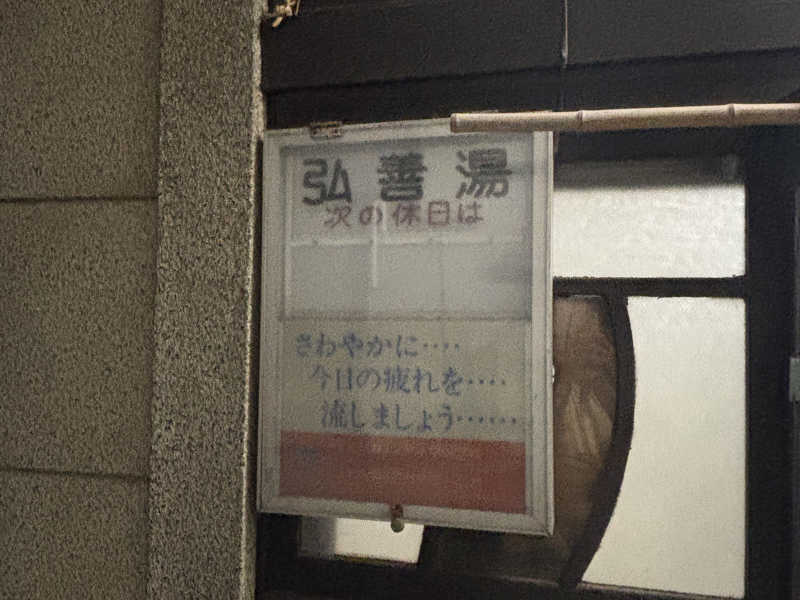 弘善湯
次の休日は
さわやかに‥‥
今日の疲れを‥‥
流しましょう‥‥‥